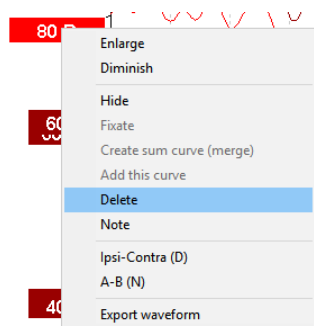 80
Enlarge
Diminish
Hide
Fixate
Create sum curve (merge)
Add this curve
Delete
Note
Ipsi-Contra (D)
A-B (N)
Export waveform
60
40